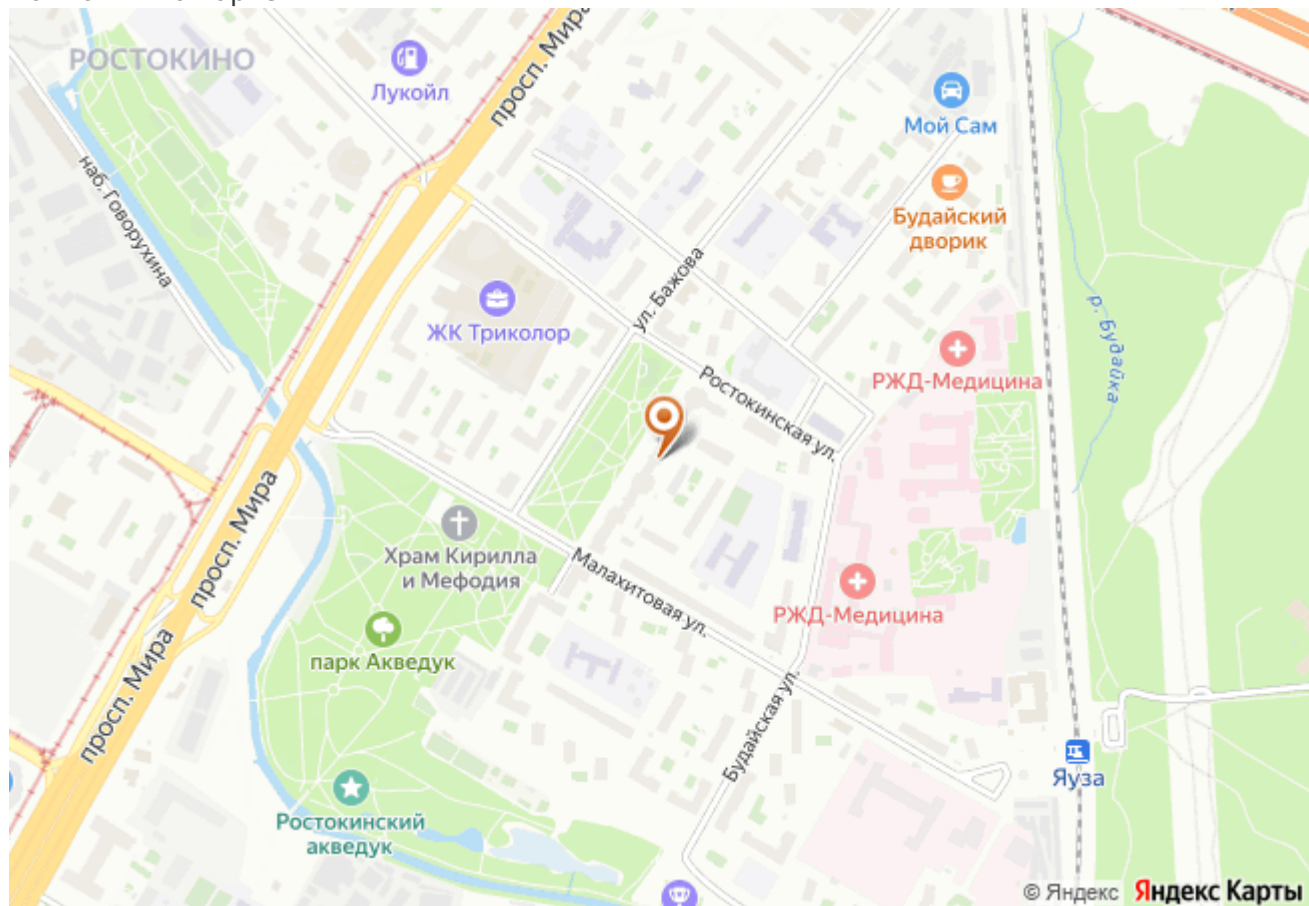 РОСТОКИНО
Лукойл
просп. Мира
Мой Сам
наб. Говорухина
Будайский
дворик
ул. Бажова
р. Будайка
ЖК Триколор
РЖД-Медицина
Ростокинская ул.
просп. Мира
Храм Кирилла
и Мефодия
Малахитовая ул.
РЖД-Медицина
парк Акведук
просп. Мира
Будайская ул.
Яуза
Ростокинский
акведук
© Яндекс Яндекс Карты